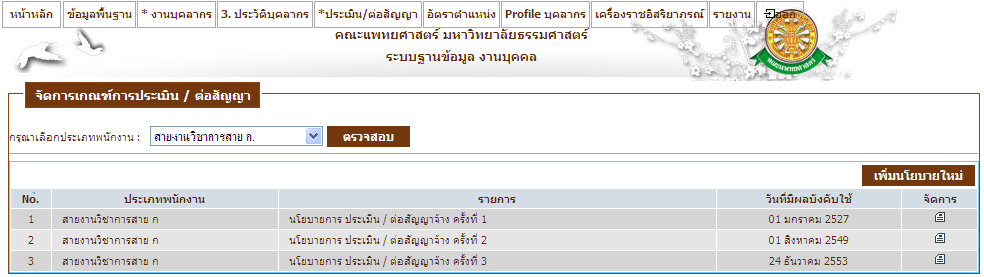 หน้าหลัก ข้อมูลพื้นฐาน * งานบุคลากร 3. ประวัติบุคลากร *ประเมิน/ต่อสัญญา อัตราตำแหน่ง Profile บุคลากร เครื่องราชอิสริยาภรณ์ รายงาน ออก
คณะแพทยศาสตร์ มหาวิทยาลัยธรรมศาสตร์
ระบบฐานข้อมูล งานบุคคล
จัดการเกณฑ์การประเมิน / ต่อสัญญา
กรุณาเลือกประเภทพนักงาน : สายงานวิชาการสาย ก. ตรวจสอบ
เพิ่มนโยบายใหม่
No. ประเภทพนักงาน รายการ วันที่มีผลบังคับใช้ จัดการ
1 สายงานวิชาการสาย ก นโยบายการ ประเมิน / ต่อสัญญาจ้าง ครั้งที่ 1 01 มกราคม 2527
2 สายงานวิชาการสาย ก นโยบายการ ประเมิน / ต่อสัญญาจ้าง ครั้งที่ 2 01 สิงหาคม 2549
3 สายงานวิชาการสาย ก นโยบายการ ประเมิน / ต่อสัญญาจ้าง ครั้งที่ 3 24 ธันวาคม 2553